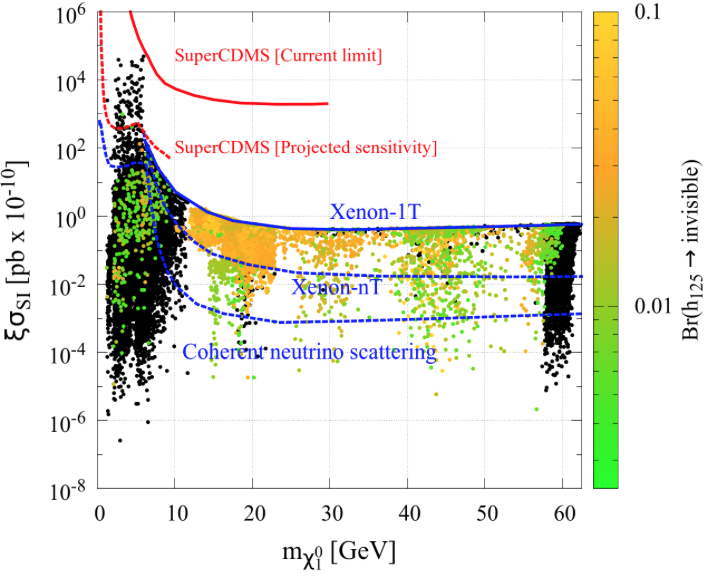 10^6
10^4
10^2
10^0
10^-2
10^-4
10^-6
10^-8
ξσ_SI [pb x 10^-10]
SuperCDMS [Current limit]
SuperCDMS [Projected sensitivity]
Xenon-1T
Xenon-nT
Coherent neutrino scattering
0 10 20 30 40 50 60
m_χ̃⁰₁ [GeV]
0.1
0.01
Br(h_125 → invisible)